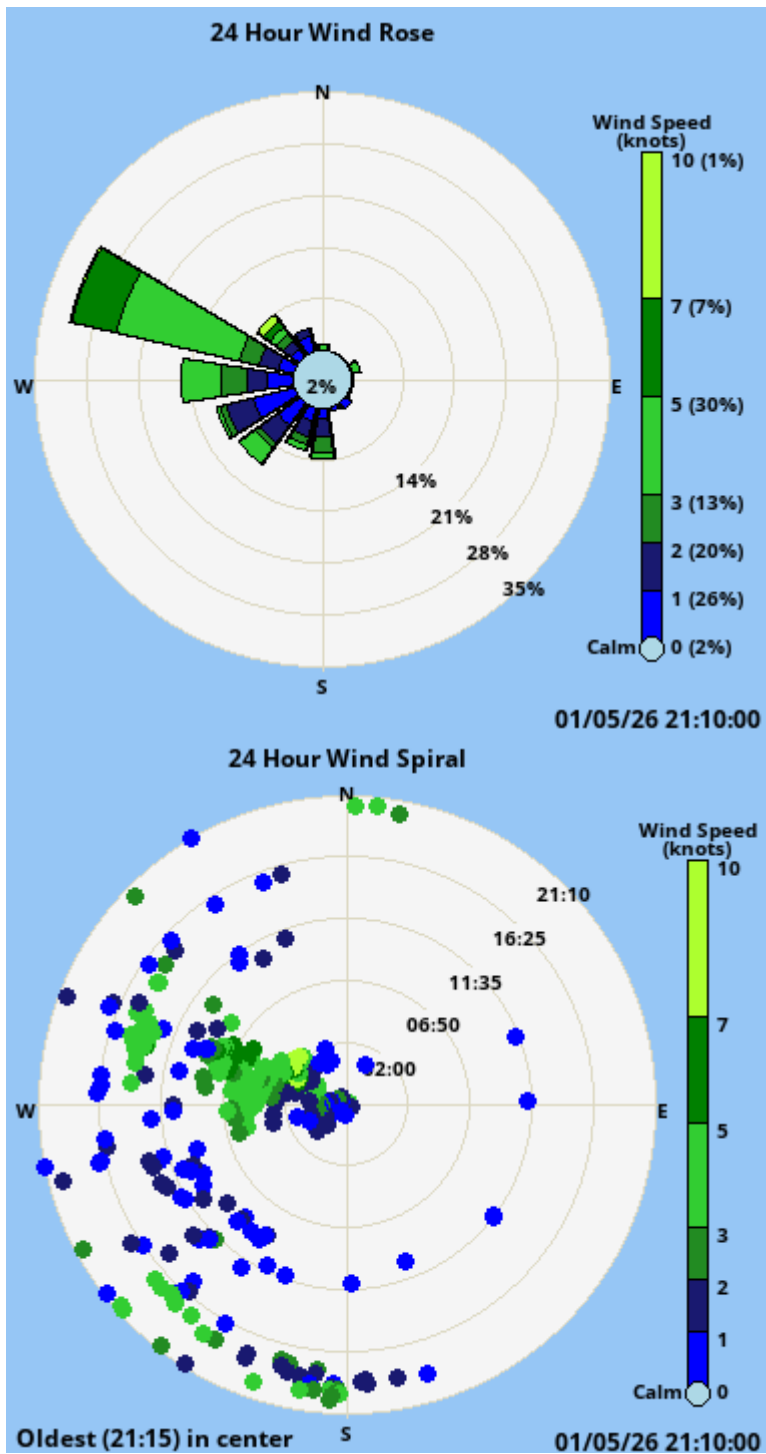 24 Hour Wind Rose
N
Wind Speed
(knots)
10 (1%)
7 (7%)
W
2%
E
5 (30%)
14%
3 (13%)
21%
2 (20%)
28%
1 (26%)
35%
Calm
0 (2%)
S
01/05/26 21:10:00
24 Hour Wind Spiral
N
Wind Speed
(knots)
10
21:10
16:25
11:35
06:50
7
02:00
W
E
5
3
2
1
Calm
0
S
Oldest (21:15) in center
01/05/26 21:10:00